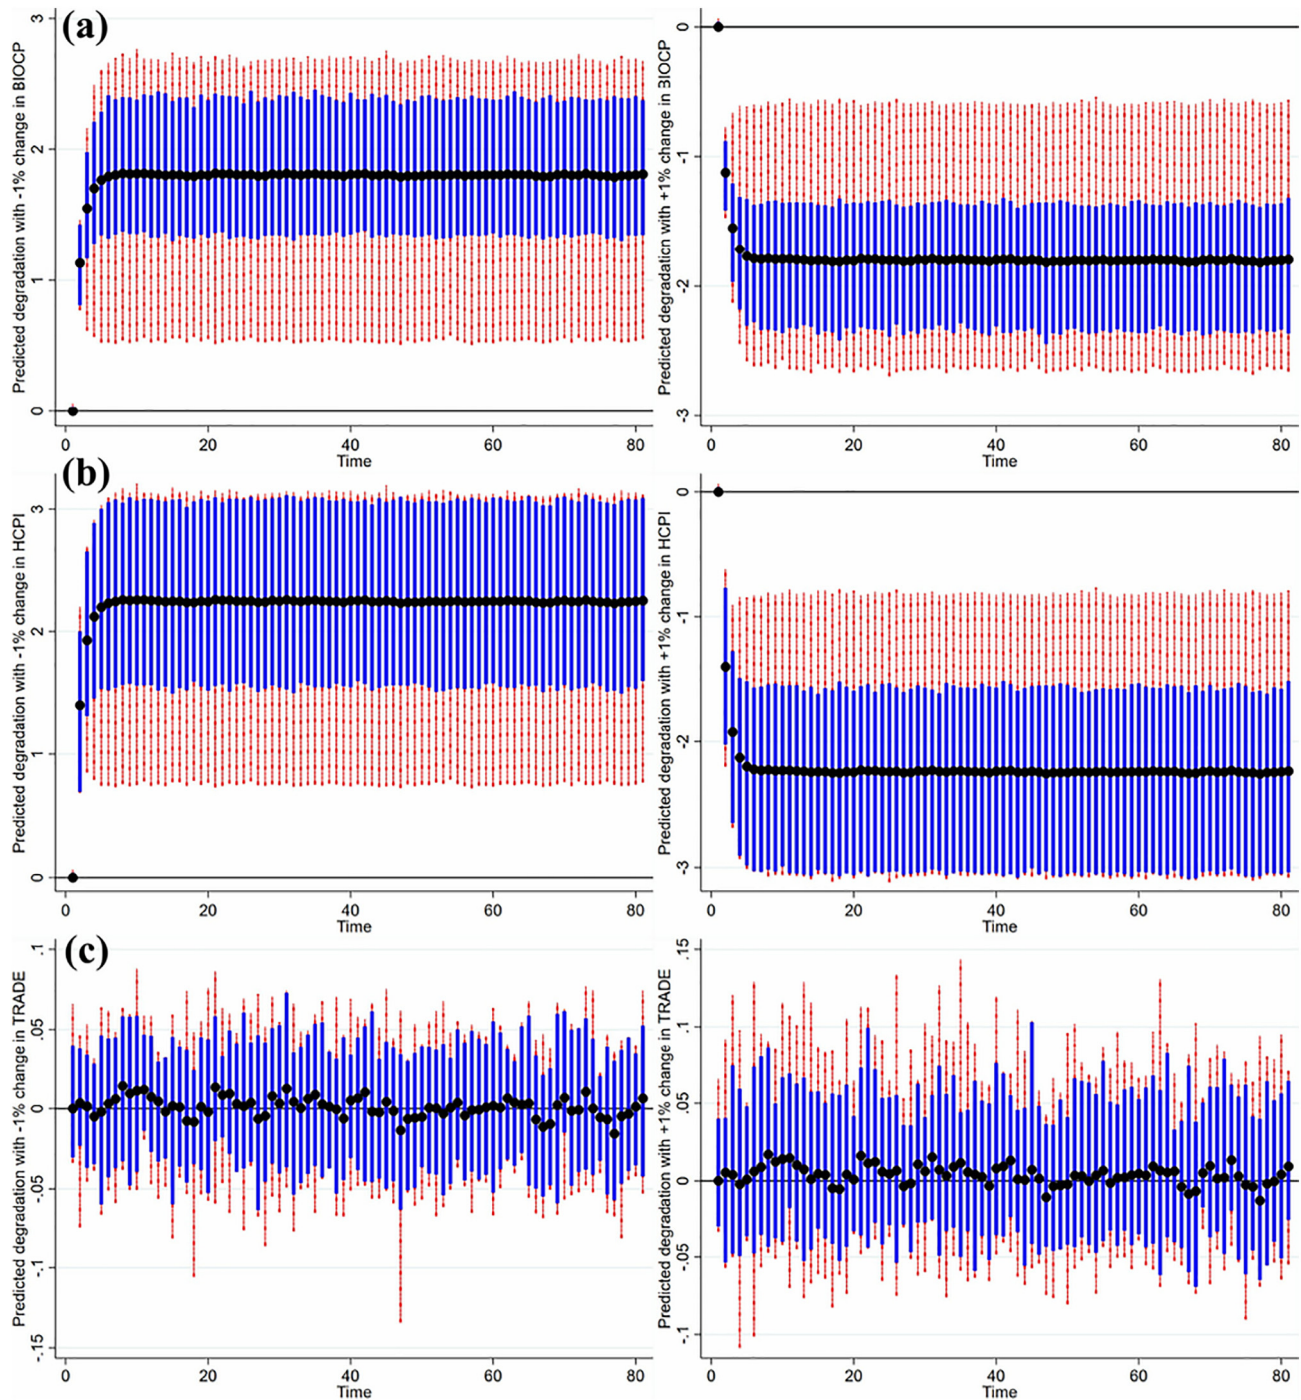 (a)
Predicted degradation with -1% change in BIOCP
3
2
1
0
0 20 40 60 80
Time
Predicted degradation with +1% change in BIOCP
0
-1
-2
-3
0 20 40 60 80
Time
(b)
Predicted degradation with -1% change in HCPI
3
2
1
0
0 20 40 60 80
Time
Predicted degradation with +1% change in HCPI
0
-1
-2
-3
0 20 40 60 80
Time
(c)
Predicted degradation with -1% change in TRADE
.1
.05
0
-.05
-.1
-.15
0 20 40 60 80
Time
Predicted degradation with +1% change in TRADE
.15
.1
.05
0
-.05
-.1
0 20 40 60 80
Time